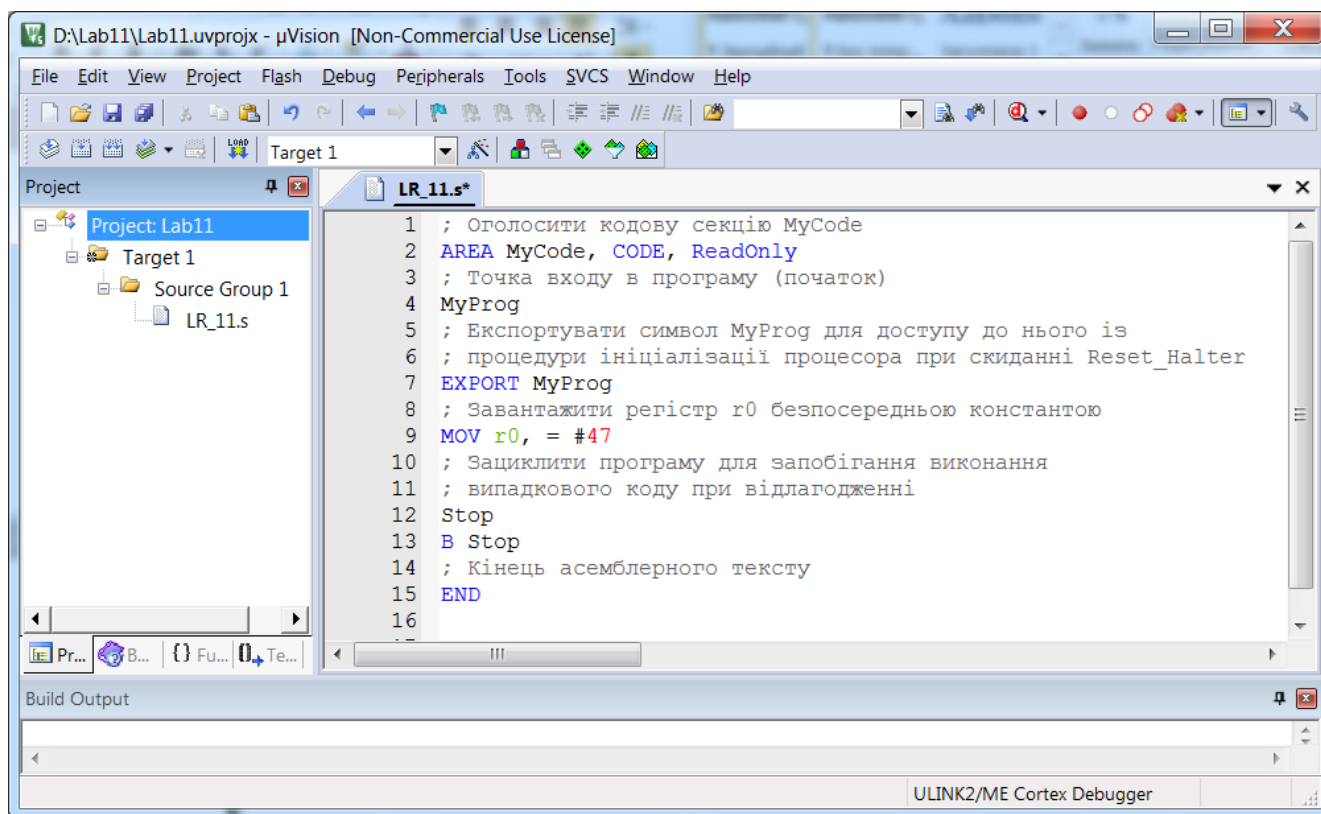 D:\Lab11\Lab11.uvprojx - µVision [Non-Commercial Use License]
File Edit View Project Flash Debug Peripherals Tools SVCS Window Help
LOAD Target 1
Project
LR_11.s*
Project: Lab11
Target 1
Source Group 1
LR_11.s
1 ; Оголосити кодову секцію MyCode
2 AREA MyCode, CODE, ReadOnly
3 ; Точка входу в програму (початок)
4 MyProg
5 ; Експортувати символ MyProg для доступу до нього із
6 ; процедури ініціалізації процесора при скиданні Reset_Halter
7 EXPORT MyProg
8 ; Завантажити регістр r0 безпосередньою константою
9 MOV r0, = #47
10 ; Зациклити програму для запобігання виконання
11 ; випадкового коду при відлагодженні
12 Stop
13 B Stop
14 ; Кінець асемблерного тексту
15 END
16
Pr... B... {} Fu... 0 Te...
Build Output
ULINK2/ME Cortex Debugger